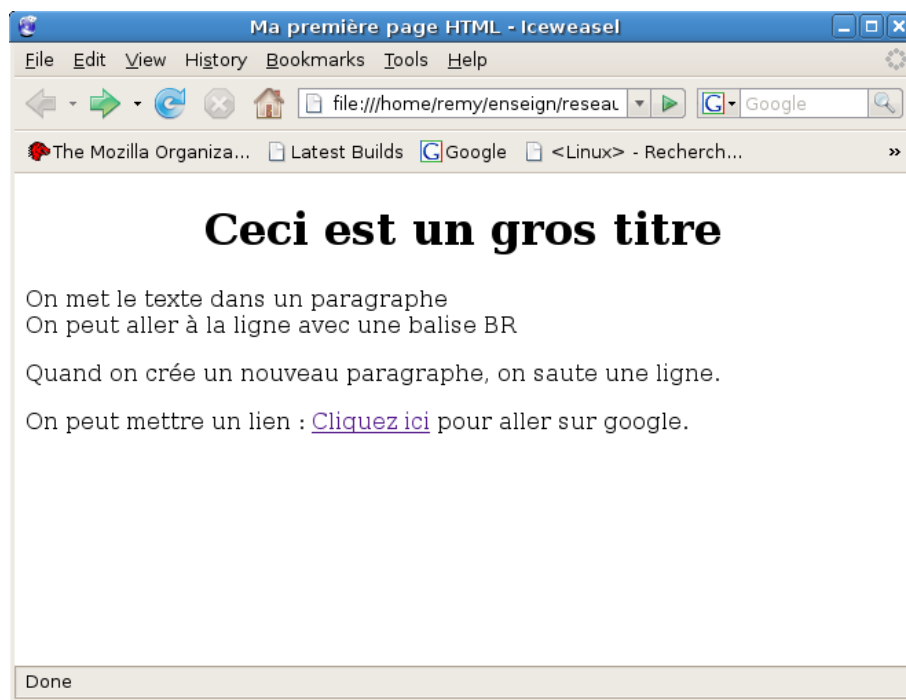 Ma première page HTML - Iceweasel
File Edit View History Bookmarks Tools Help
file:///home/remy/enseign/reseau G Google
The Mozilla Organiza... Latest Builds G Google <Linux> - Recherch... »
Ceci est un gros titre
On met le texte dans un paragraphe
On peut aller à la ligne avec une balise BR
Quand on crée un nouveau paragraphe, on saute une ligne.
On peut mettre un lien : Cliquez ici pour aller sur google.
Done